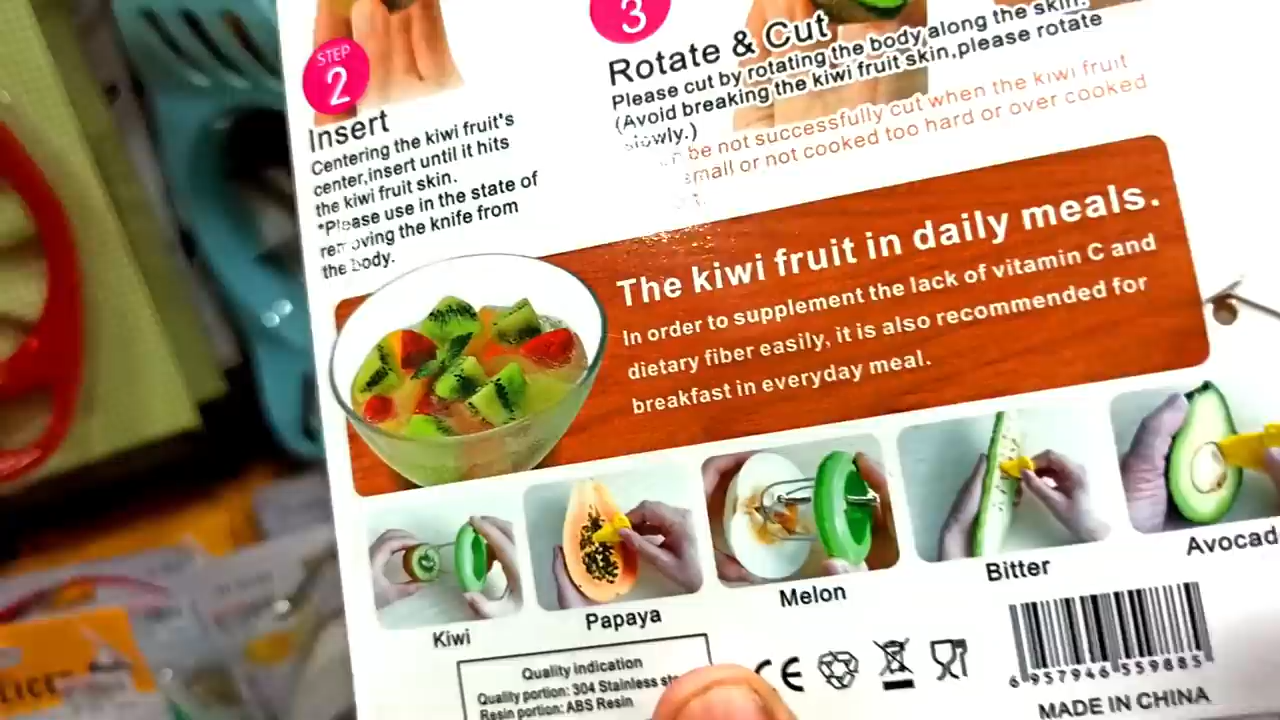 STEP
2
Insert
Centering the kiwi fruit's
center,insert until it hits
the kiwi fruit skin.
*Please use in the state of
removing the knife from
the body.
3
Rotate & Cut
Please cut by rotating the body along the skin.
(Avoid breaking the kiwi fruit skin,please rotate
slowly.)
be not successfully cut when the kiwi fruit
small or not cooked too hard or over cooked
The kiwi fruit in daily meals.
In order to supplement the lack of vitamin C and
dietary fiber easily, it is also recommended for
breakfast in everyday meal.
Kiwi
Papaya
Melon
Bitter
Avocad
Quality indication
Quality portion: 304 Stainless
Resin portion: ABS Resin
CE
6 957946 559885
MADE IN CHINA
LICE